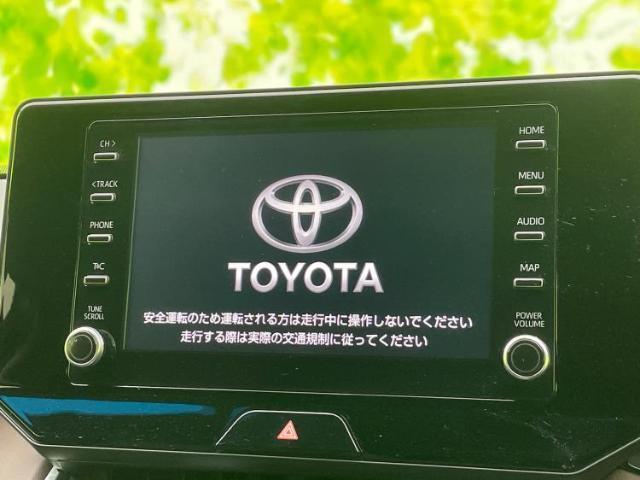 CH>
<TRACK
PHONE
T&C
TUNE
SCROLL
TOYOTA
安全運転のため運転される方は走行中に操作しないでください
走行する際は実際の交通規制に従ってください
HOME
MENU
AUDIO
MAP
POWER
VOLUME